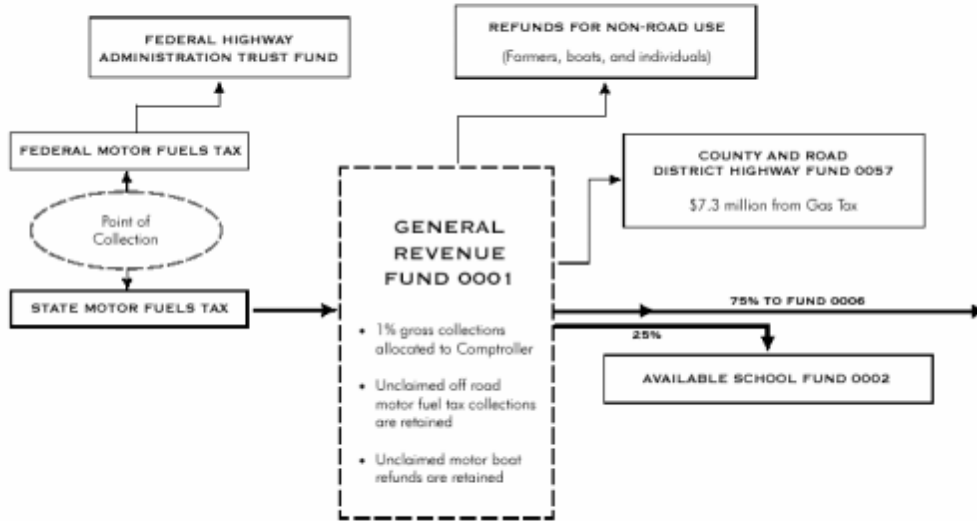 FEDERAL HIGHWAY
ADMINISTRATION TRUST FUND
REFUNDS FOR NON-ROAD USE
(Farmers, boats, and individuals)
FEDERAL MOTOR FUELS TAX
COUNTY AND ROAD
DISTRICT HIGHWAY FUND 0057
$7.3 million from Gas Tax
Point of
Collection
STATE MOTOR FUELS TAX
GENERAL
REVENUE
FUND 0001
• 1% gross collections
allocated to Comptroller
• Unclaimed off road
motor fuel tax collections
are retained
• Unclaimed motor boat
refunds are retained
75% TO FUND 0006
25%
AVAILABLE SCHOOL FUND 0002